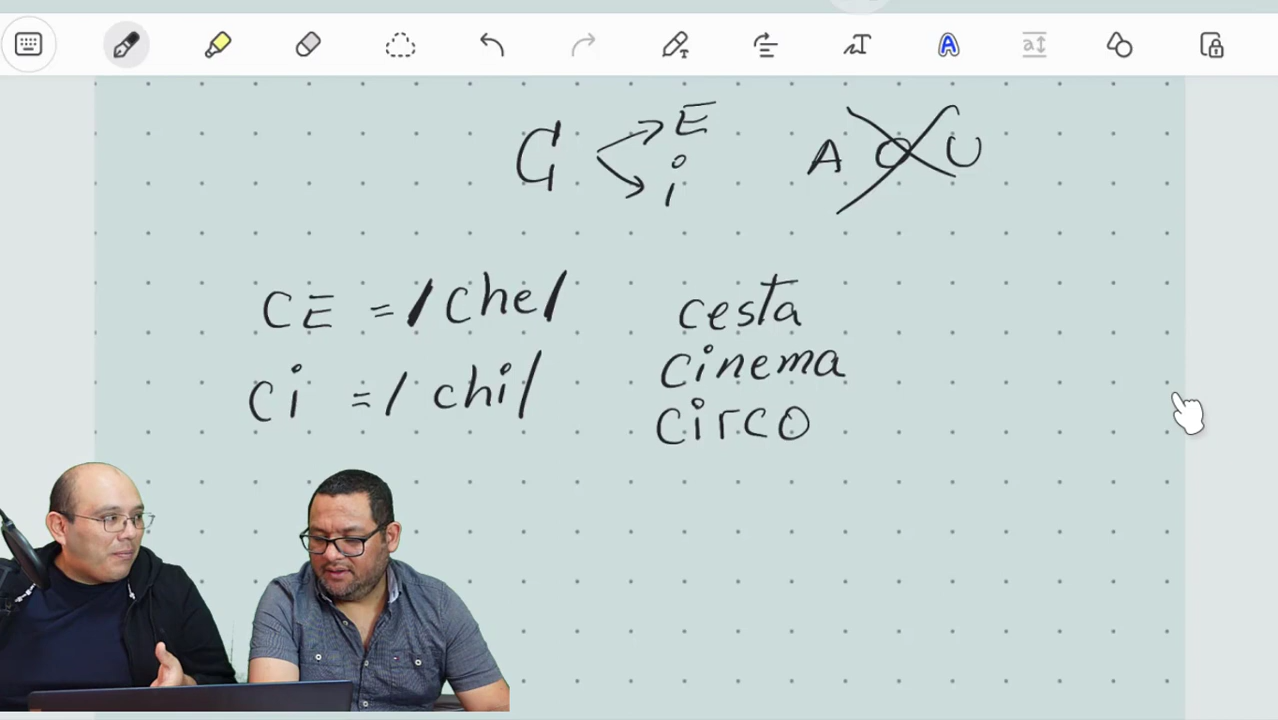 C E i A O U
CE = /Che/ cesta
Ci = / chi/ cinema
circo